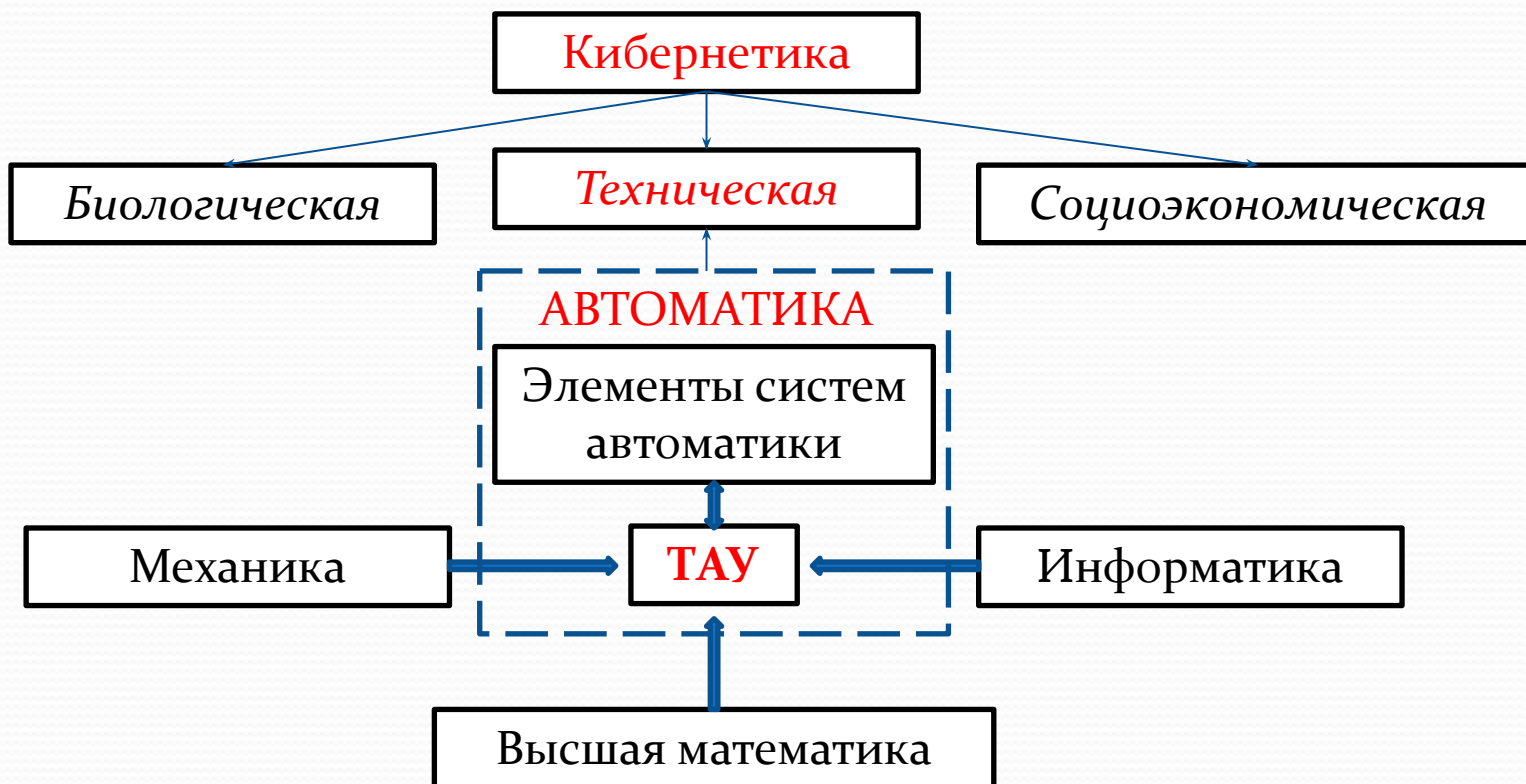 Кибернетика
Биологическая
Техническая
Социоэкономическая
АВТОМАТИКА
Элементы систем
автоматики
Механика
ТАУ
Информатика
Высшая математика